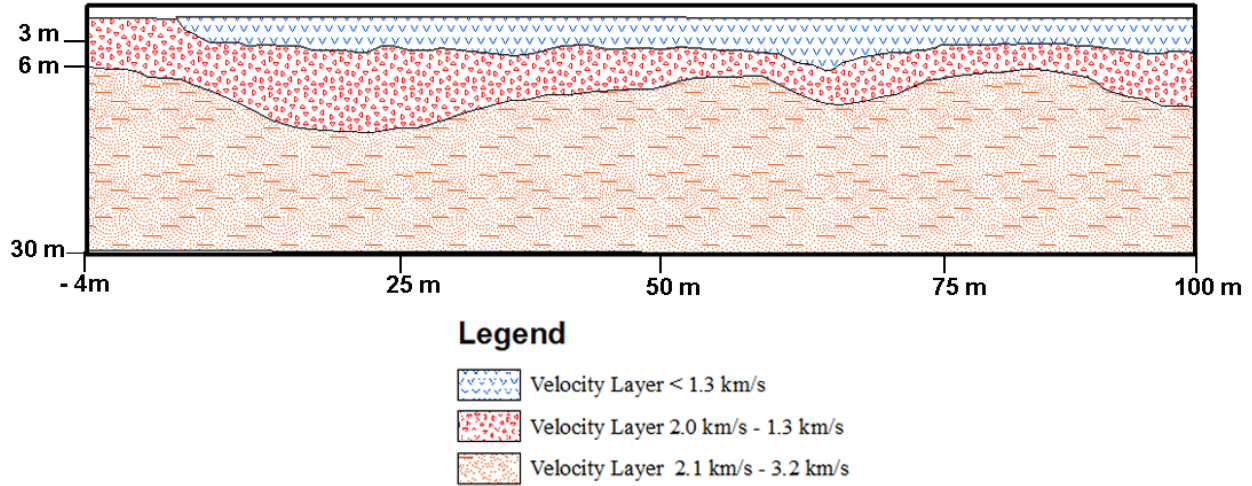 3 m
6 m
30 m
- 4m 25 m 50 m 75 m 100 m
Legend
Velocity Layer < 1.3 km/s
Velocity Layer 2.0 km/s - 1.3 km/s
Velocity Layer 2.1 km/s - 3.2 km/s